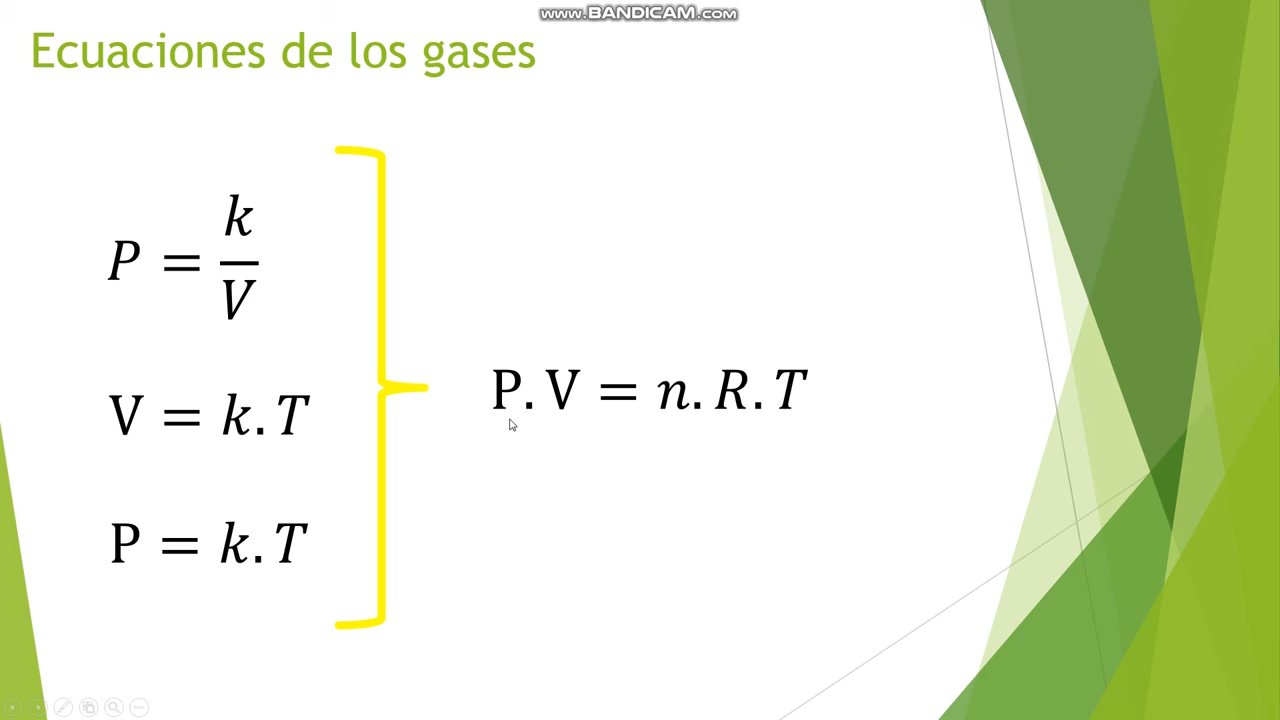 www.BANDICAM.com
Ecuaciones de los gases
P = k/V
V = k. T
P = k. T
P. V = n. R. T